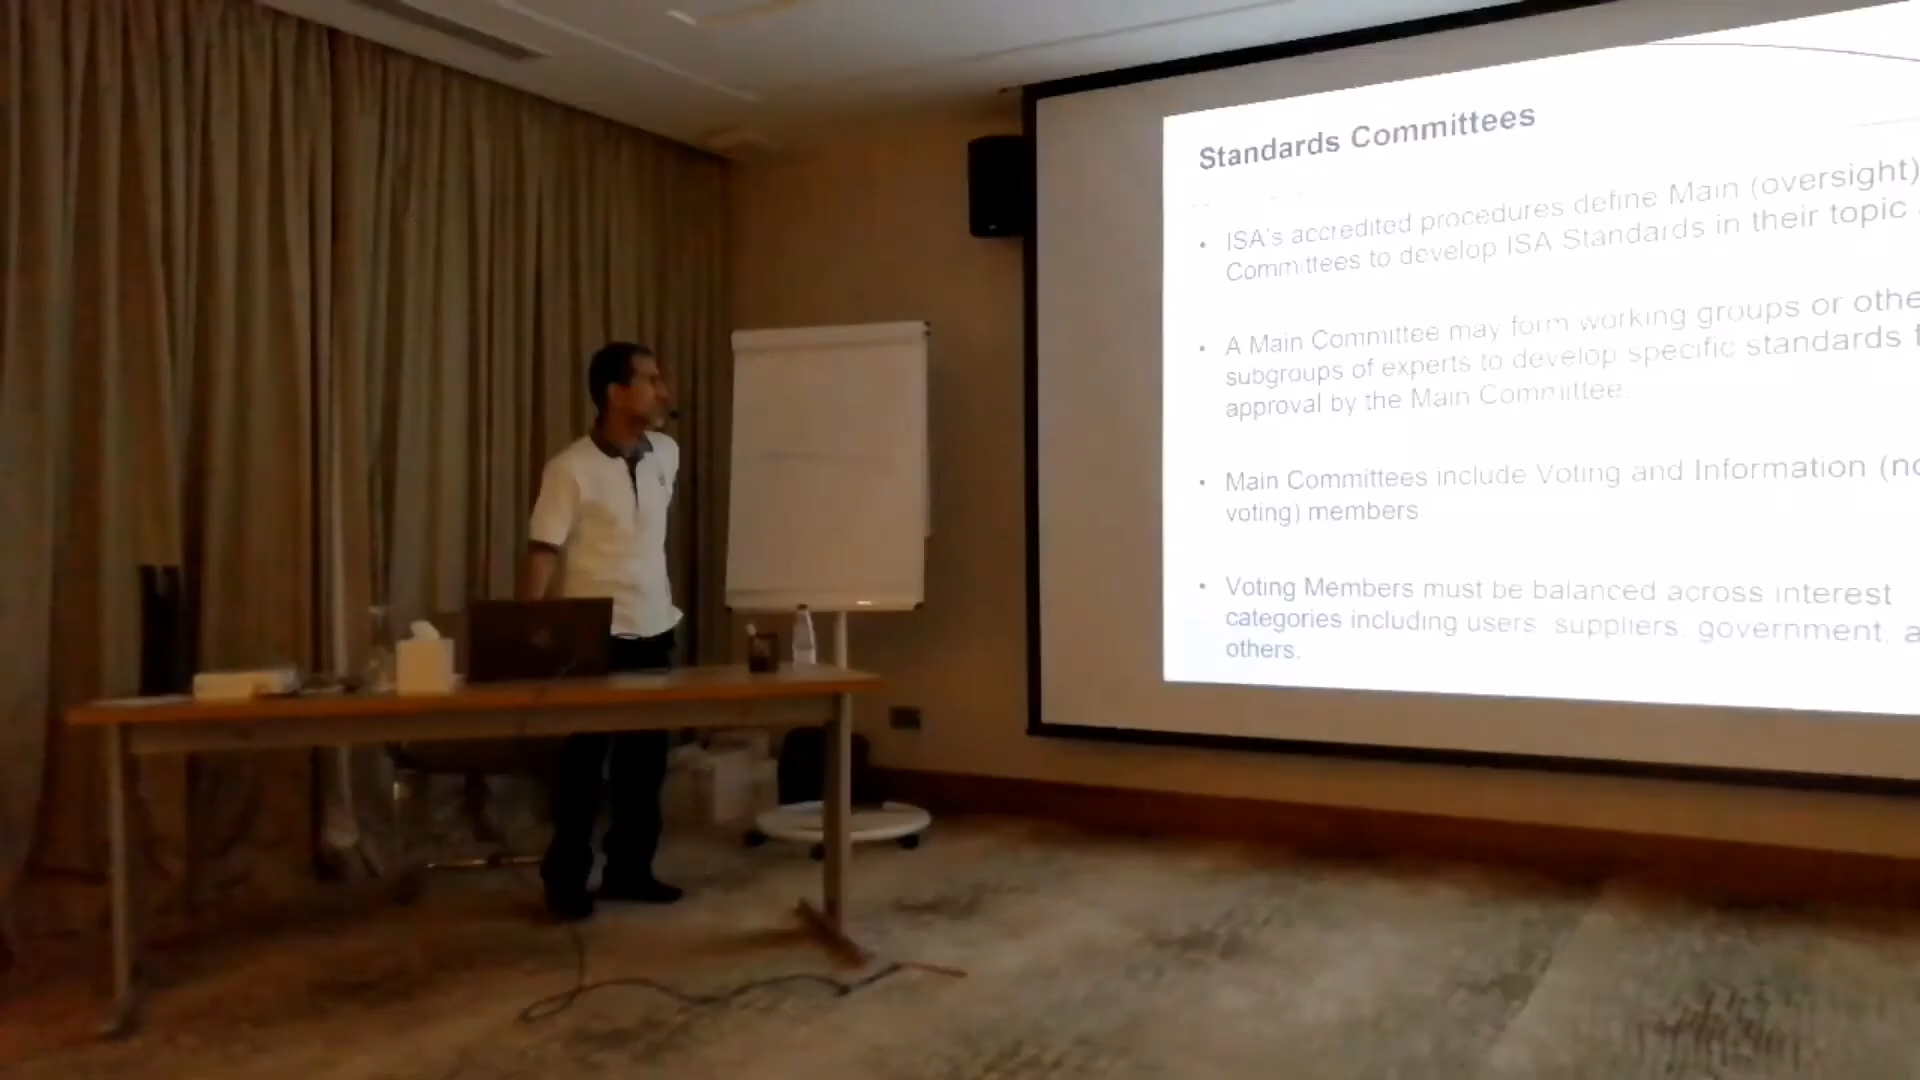 Standards Committees
• ISA's accredited procedures define Main (oversight)
Committees to develop ISA Standards in their topic
• A Main Committee may form working groups or othe
subgroups of experts to develop specific standards f
approval by the Main Committee.
• Main Committees include Voting and Information (no
voting) members
• Voting Members must be balanced across interest
categories including users, suppliers, government, a
others.